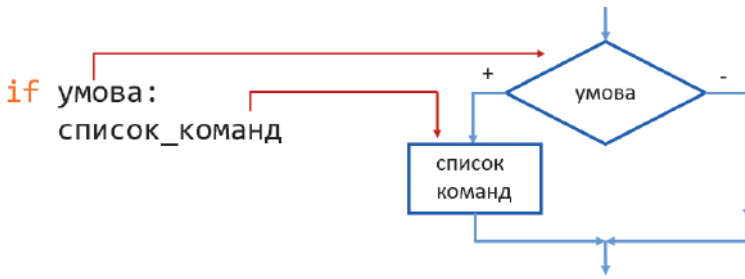 if умова:
список_команд
+
умова
-
список
команд